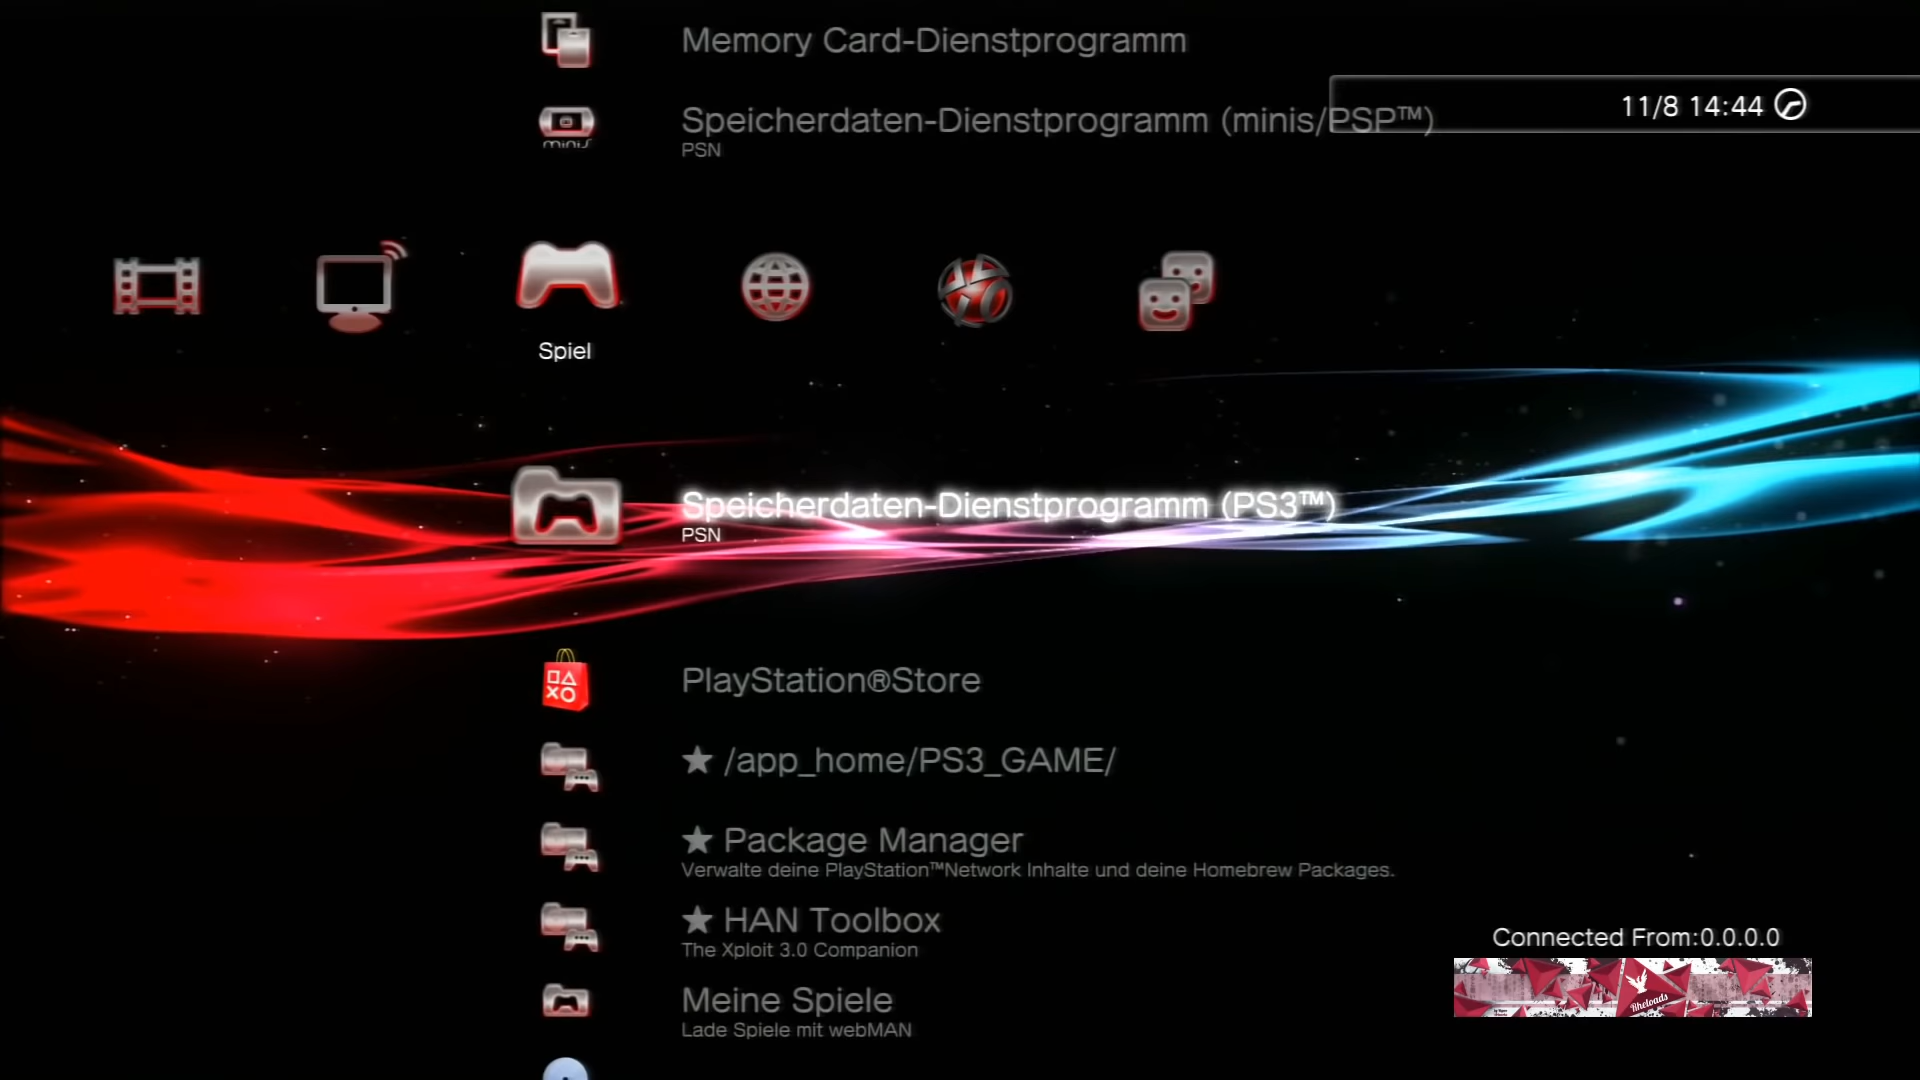 Memory Card-Dienstprogramm
Speicherdaten-Dienstprogramm (minis/PSP™)
PSN
minis
11/8 14:44
Spiel
Speicherdaten-Dienstprogramm (PS3™)
PSN
PlayStation®Store
★ /app_home/PS3_GAME/
★ Package Manager
Verwalte deine PlayStation™Network Inhalte und deine Homebrew Packages.
★ HAN Toolbox
The Xploit 3.0 Companion
Meine Spiele
Lade Spiele mit webMAN
Connected From:0.0.0.0
Rheloads